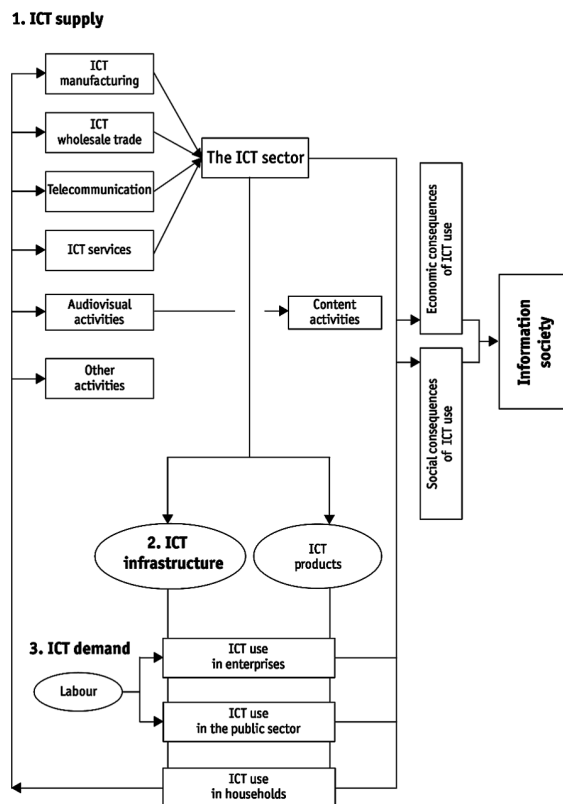 1. ICT supply
ICT
manufacturing
ICT
wholesale trade
The ICT sector
Telecommunication
ICT services
Audiovisual
activities
Content
activities
Other
activities
Economic consequences
of ICT use
Social consequences
of ICT use
Information
society
2. ICT
infrastructure
ICT
products
3. ICT demand
Labour
ICT use
in enterprises
ICT use
in the public sector
ICT use
in households